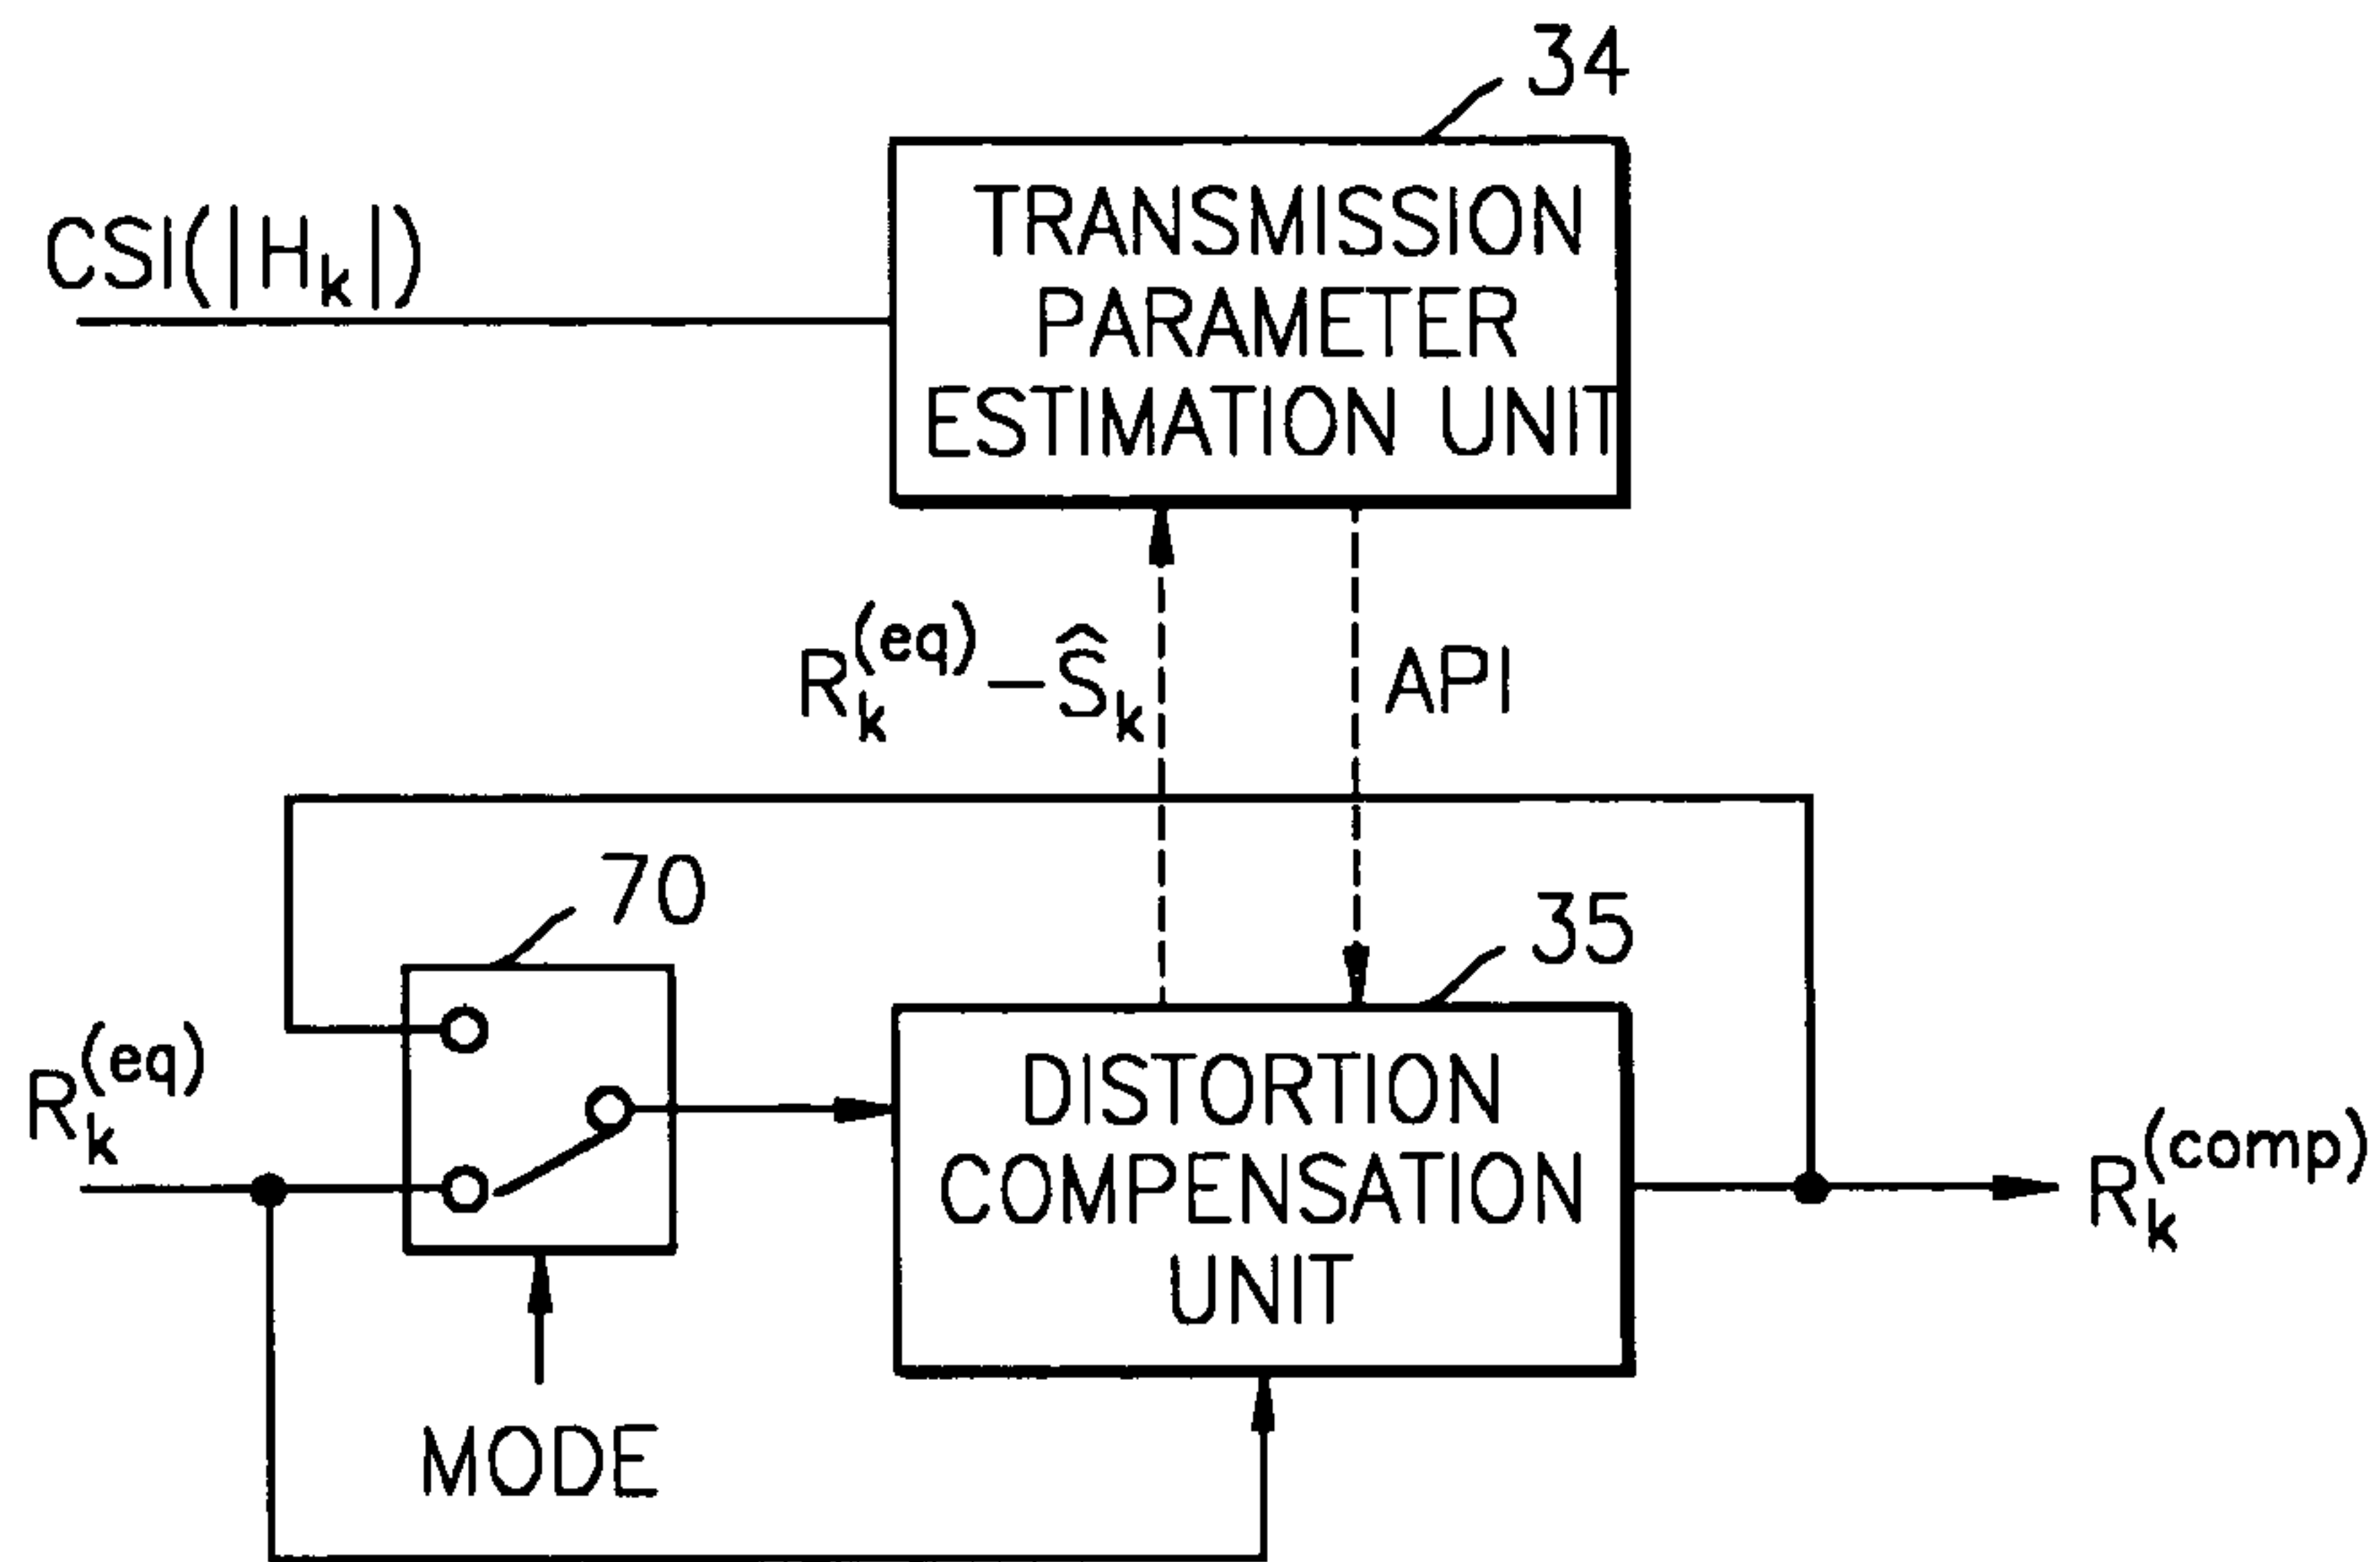 34
CSI(|Hk|)
TRANSMISSION
PARAMETER
ESTIMATION UNIT
Rk(eq)−Ŝk
API
70
35
Rk(eq)
DISTORTION
COMPENSATION
UNIT
Rk(comp)
MODE